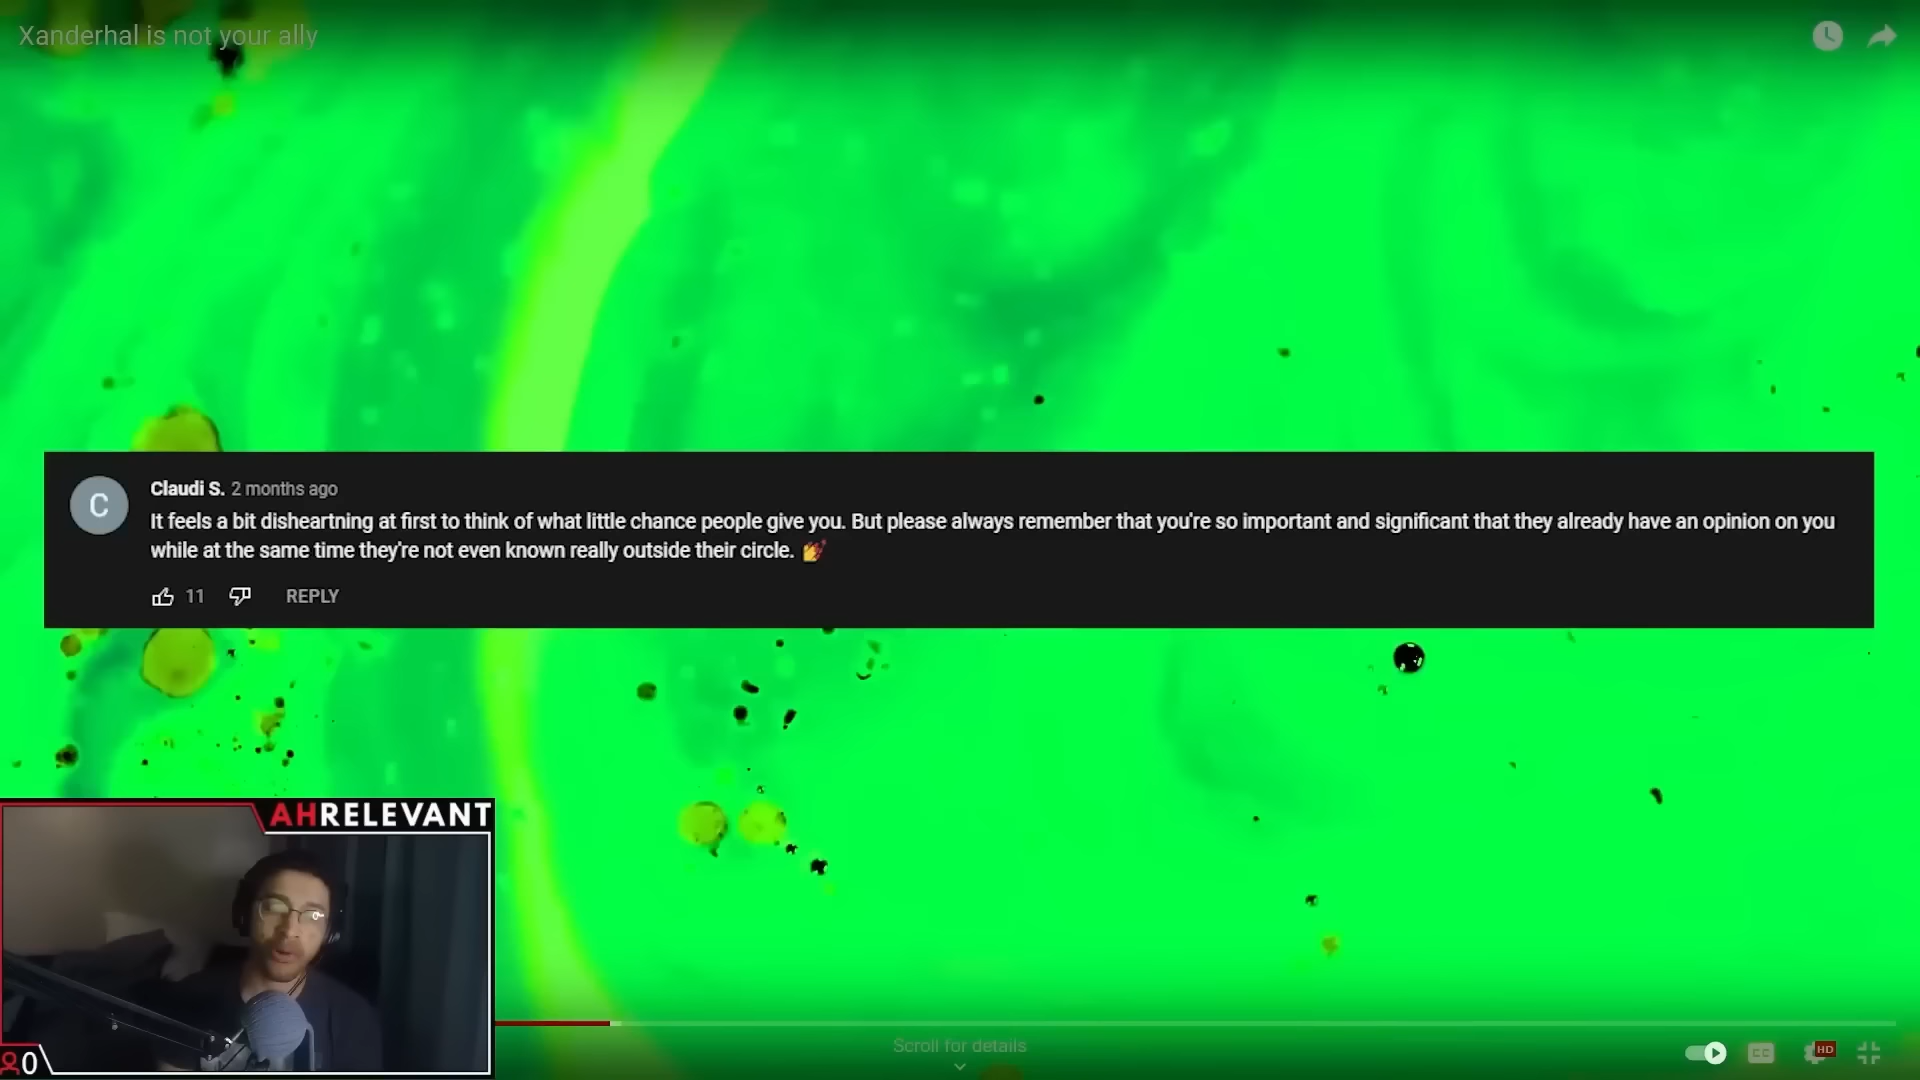 Xanderhal is not your ally
C
Claudi S. 2 months ago
It feels a bit disheartning at first to think of what little chance people give you. But please always remember that you're so important and significant that they already have an opinion on you
while at the same time they're not even known really outside their circle. 💅
11
REPLY
AHRELEVANT
0
Scroll for details
CC
HD